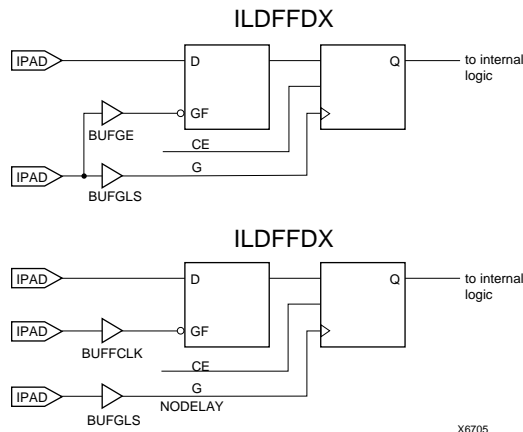 ILDFFDX
IPAD
D
Q
to internal
logic
GF
BUFGE
CE
IPAD
G
BUFGLS
ILDFFDX
IPAD
D
Q
to internal
logic
IPAD
GF
BUFFCLK
CE
IPAD
G
NODELAY
BUFGLS
X6705